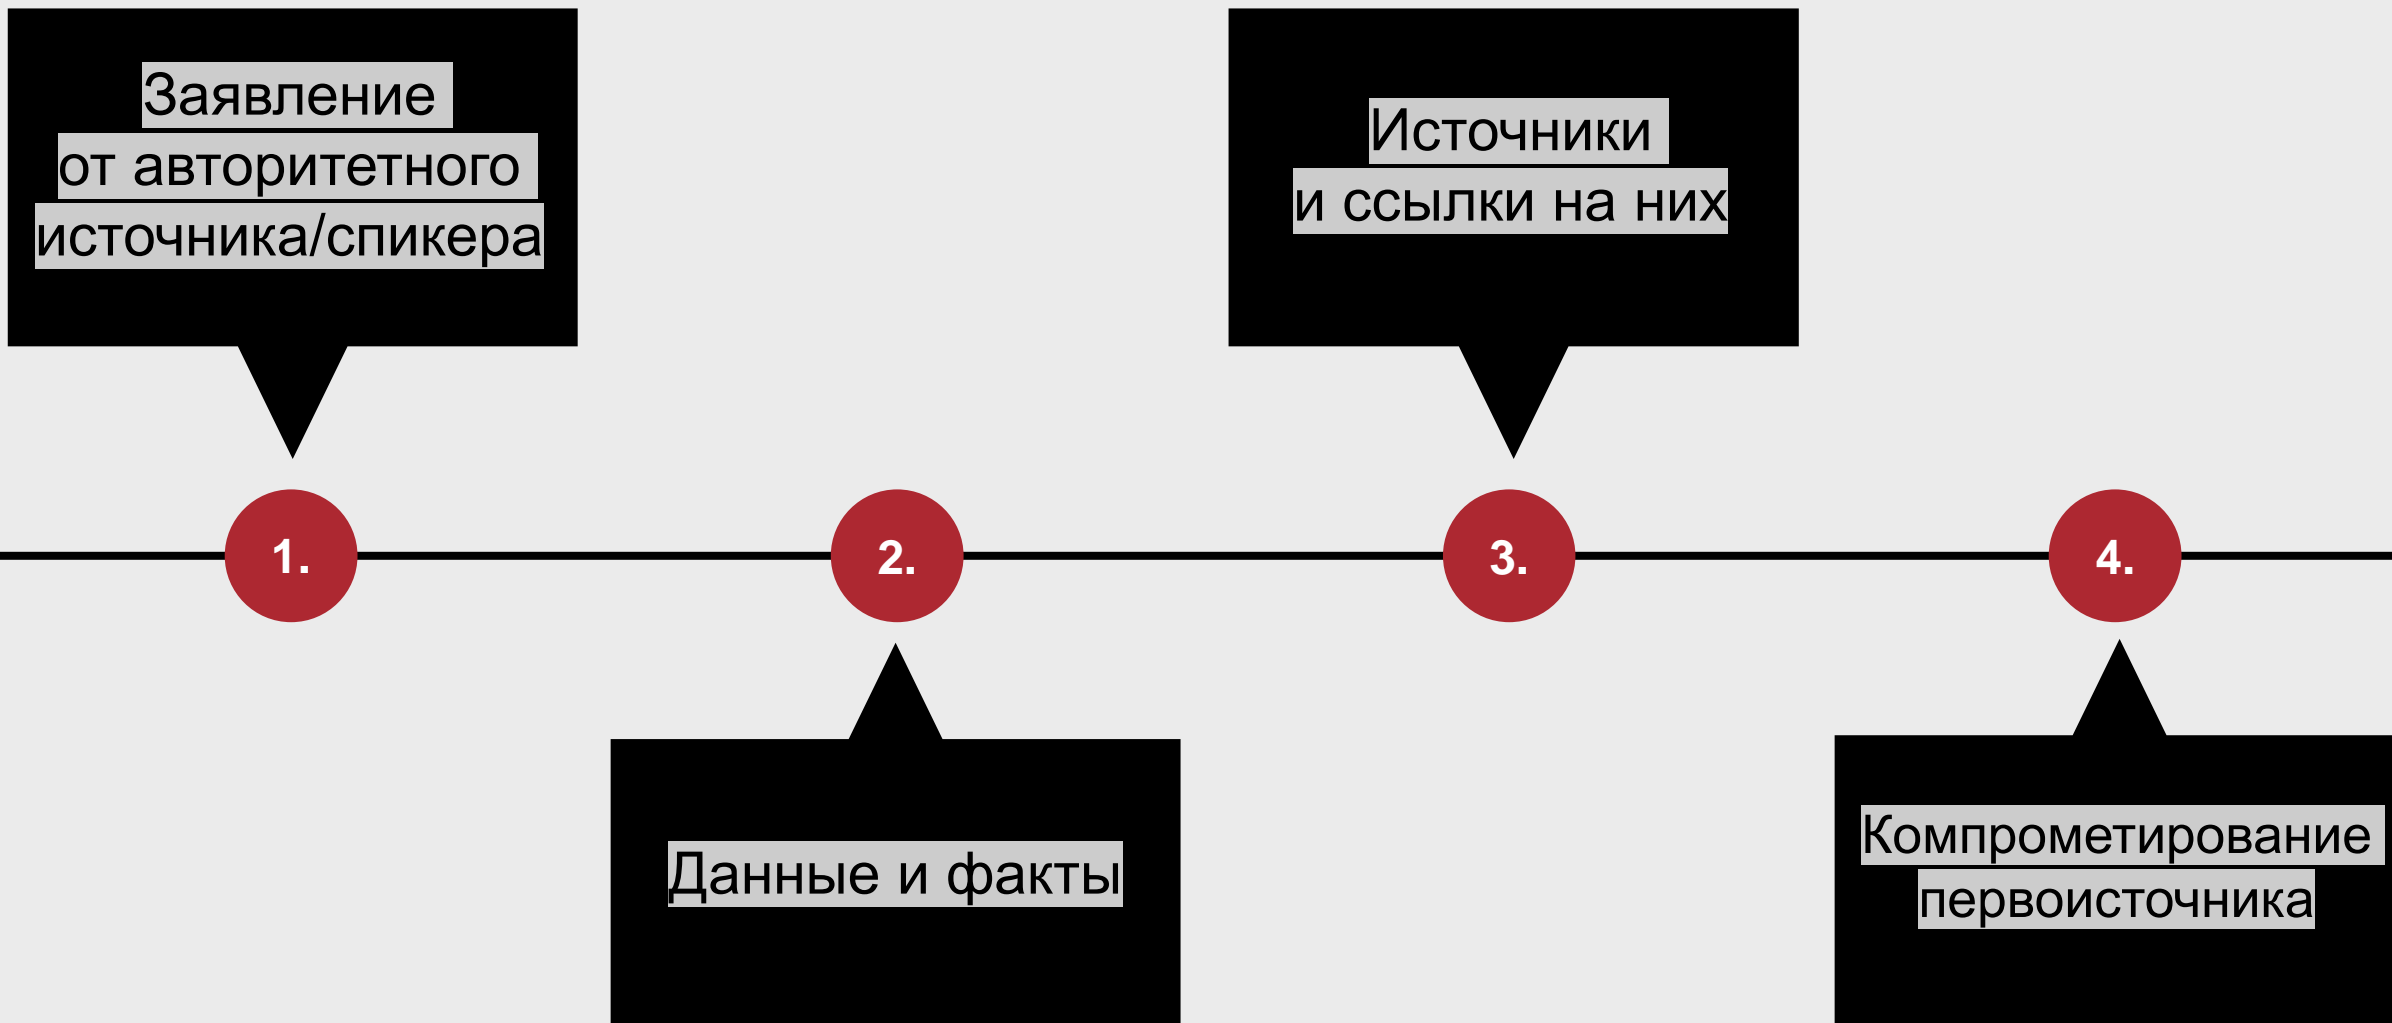 Заявление
от авторитетного
источника/спикера
Источники
и ссылки на них
1.
2.
3.
4.
Данные и факты
Компрометирование
первоисточника